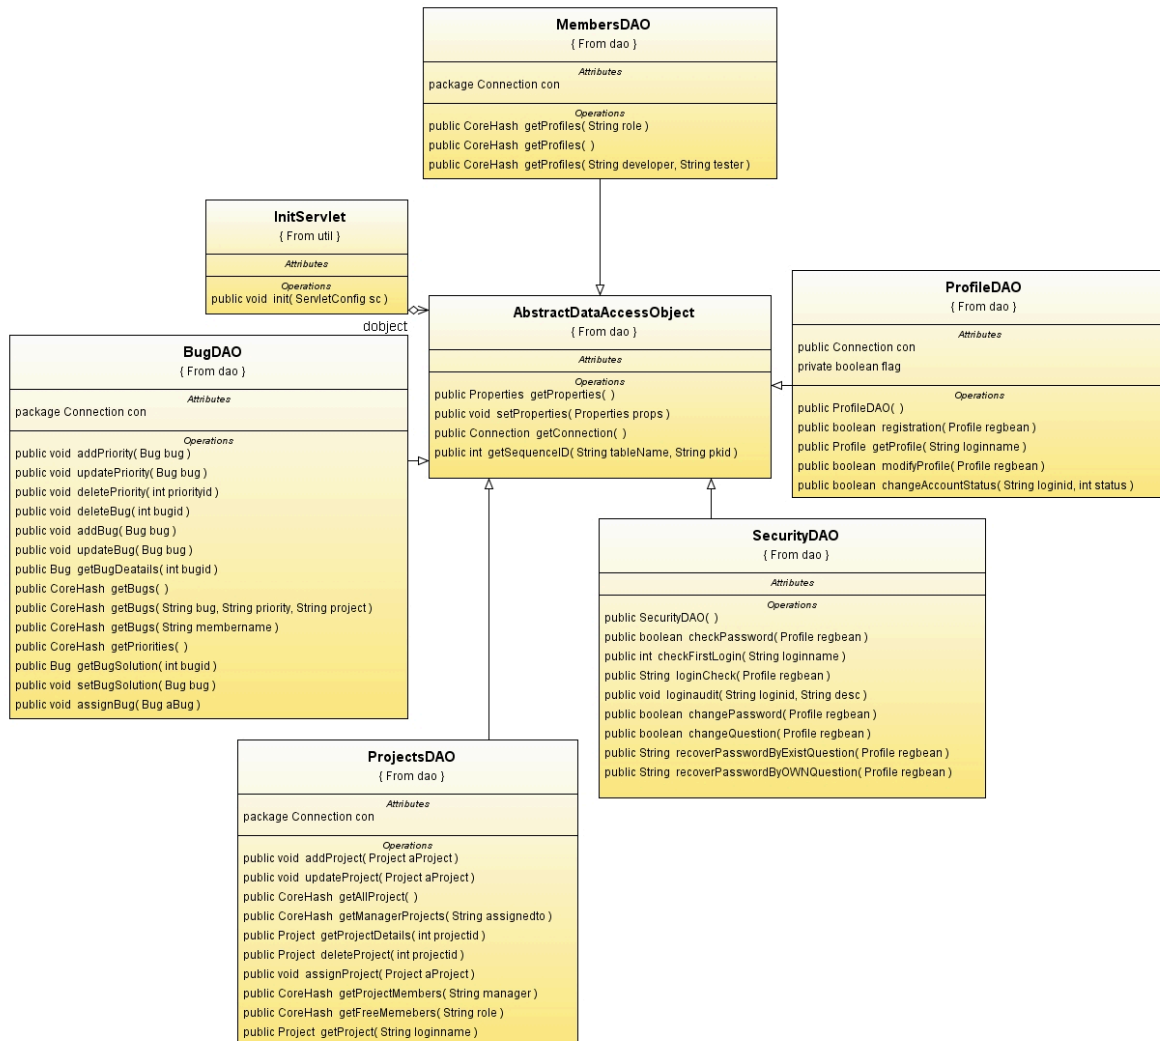 MembersDAO
{ From dao }
Attributes
package Connection con
Operations
public CoreHash getProfiles( String role )
public CoreHash getProfiles( )
public CoreHash getProfiles( String developer, String tester )
InitServlet
{ From util }
Attributes
Operations
public void init( ServletConfig sc )
dobject
AbstractDataAccessObject
{ From dao }
Attributes
Operations
public Properties getProperties( )
public void setProperties( Properties props )
public Connection getConnection( )
public int getSequenceID( String tableName, String pkid )
ProfileDAO
{ From dao }
Attributes
public Connection con
private boolean flag
Operations
public ProfileDAO( )
public boolean registration( Profile regbean )
public Profile getProfile( String loginname )
public boolean modifyProfile( Profile regbean )
public boolean changeAccountStatus( String loginid, int status )
BugDAO
{ From dao }
Attributes
package Connection con
Operations
public void addPriority( Bug bug )
public void updatePriority( Bug bug )
public void deletePriority( int priorityid )
public void deleteBug( int bugid )
public void addBug( Bug bug )
public void updateBug( Bug bug )
public Bug getBugDeatails( int bugid )
public CoreHash getBugs( )
public CoreHash getBugs( String bug, String priority, String project )
public CoreHash getBugs( String membername )
public CoreHash getPriorities( )
public Bug getBugSolution( int bugid )
public void setBugSolution( Bug bug )
public void assignBug( Bug aBug )
SecurityDAO
{ From dao }
Attributes
Operations
public SecurityDAO( )
public boolean checkPassword( Profile regbean )
public int checkFirstLogin( String loginname )
public String loginCheck( Profile regbean )
public void loginaudit( String loginid, String desc )
public boolean changePassword( Profile regbean )
public boolean changeQuestion( Profile regbean )
public String recoverPasswordByExistQuestion( Profile regbean )
public String recoverPasswordByOWNQuestion( Profile regbean )
ProjectsDAO
{ From dao }
Attributes
package Connection con
Operations
public void addProject( Project aProject )
public void updateProject( Project aProject )
public CoreHash getAllProject( )
public CoreHash getManagerProjects( String assignedto )
public Project getProjectDetails( int projectid )
public Project deleteProject( int projectid )
public void assignProject( Project aProject )
public CoreHash getProjectMembers( String manager )
public CoreHash getFreeMemebers( String role )
public Project getProject( String loginname )